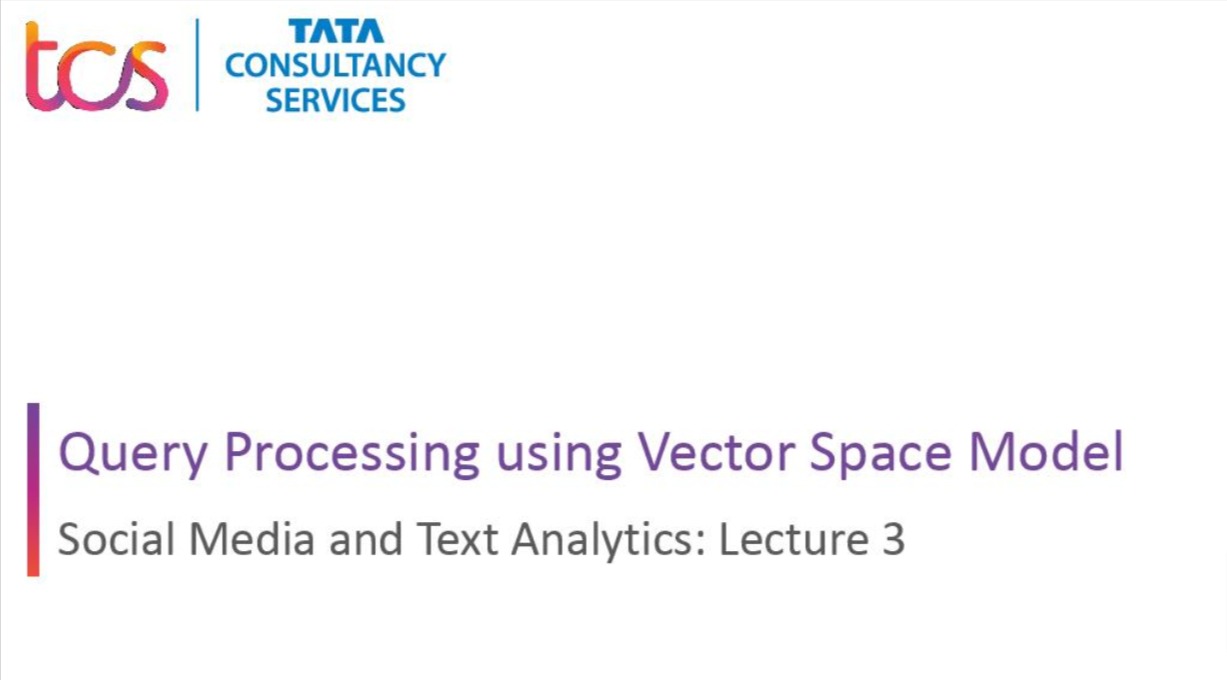 tcs
TATA
CONSULTANCY
SERVICES
Query Processing using Vector Space Model
Social Media and Text Analytics: Lecture 3